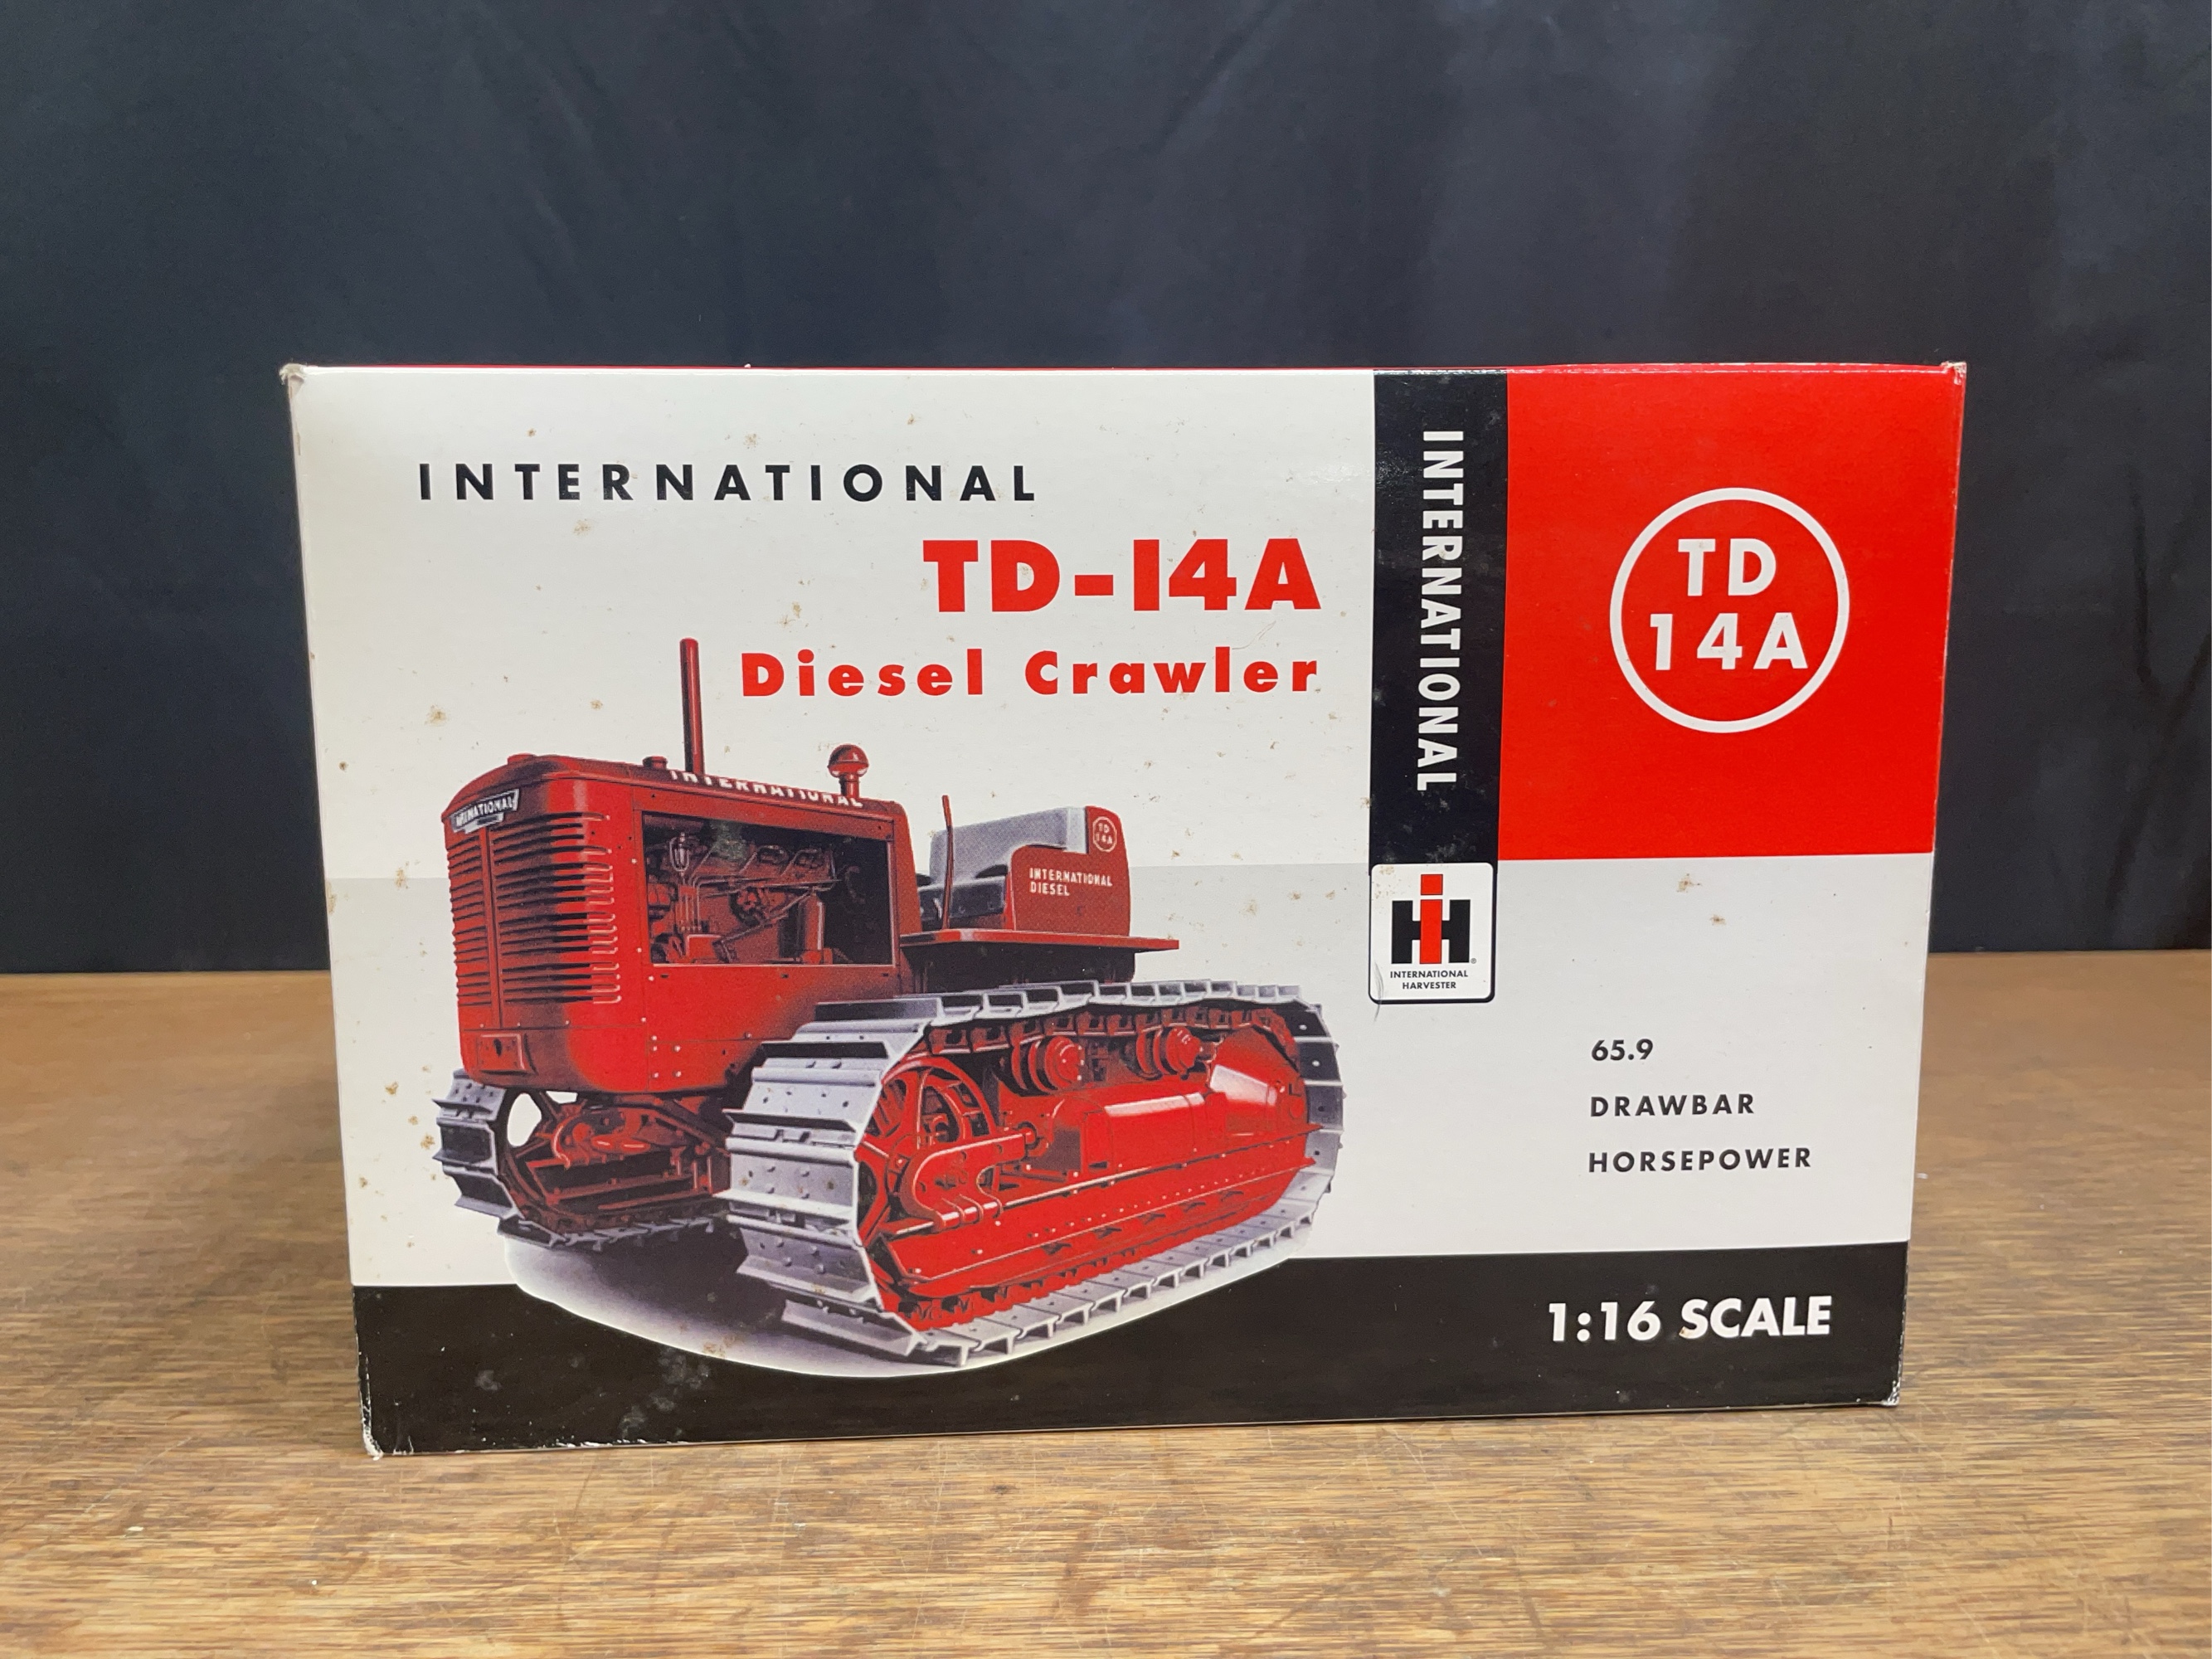 INTERNATIONAL
TD-14A
Diesel Crawler
INTERNATIONAL
TD
14A
INTERNATIONAL
INTERNATIONAL
DIESEL
TD
14A
IH
INTERNATIONAL
HARVESTER
65.9
DRAWBAR
HORSEPOWER
1:16 SCALE